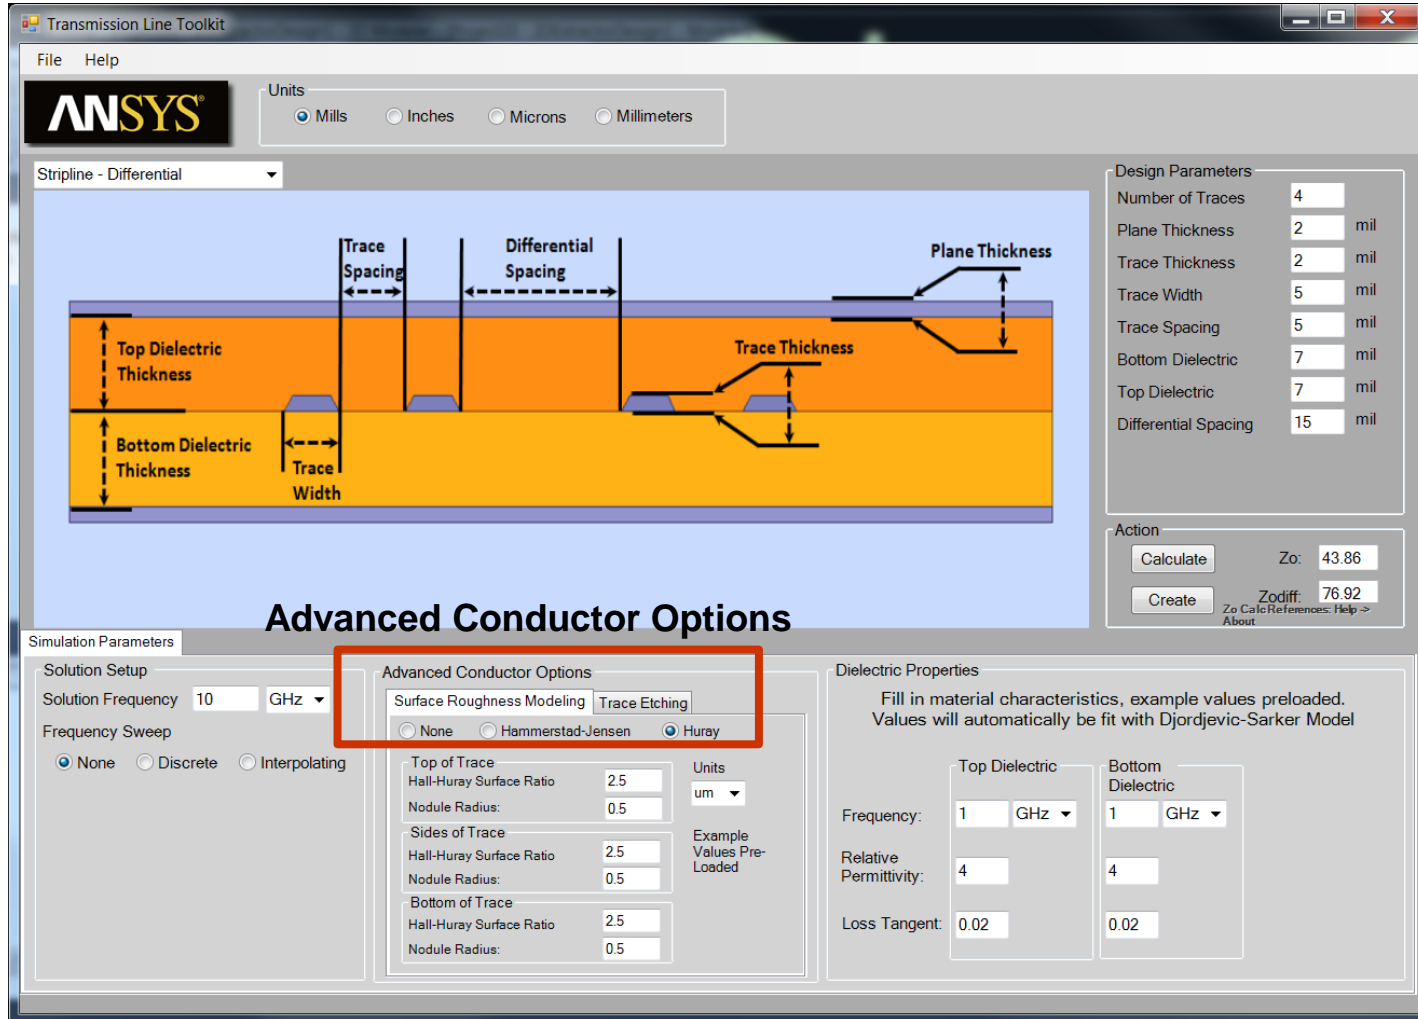 Transmission Line Toolkit
File Help
ANSYS®
Units
Mills Inches Microns Millimeters
Stripline - Differential
Trace
Spacing
Differential
Spacing
Plane Thickness
Top Dielectric
Thickness
Trace Thickness
Bottom Dielectric
Thickness
Trace
Width
Design Parameters
Number of Traces 4
Plane Thickness 2 mil
Trace Thickness 2 mil
Trace Width 5 mil
Trace Spacing 5 mil
Bottom Dielectric 7 mil
Top Dielectric 7 mil
Differential Spacing 15 mil
Action
Calculate Zo: 43.86
Create Zodiff: 76.92
Zo Calc References: Help ->
About
Advanced Conductor Options
Simulation Parameters
Solution Setup
Solution Frequency 10 GHz
Frequency Sweep
None Discrete Interpolating
Advanced Conductor Options
Surface Roughness Modeling Trace Etching
None Hammerstad-Jensen Huray
Top of Trace
Hall-Huray Surface Ratio 2.5
Nodule Radius: 0.5
Units
um
Sides of Trace
Hall-Huray Surface Ratio 2.5
Nodule Radius: 0.5
Example
Values Pre-
Loaded
Bottom of Trace
Hall-Huray Surface Ratio 2.5
Nodule Radius: 0.5
Dielectric Properties
Fill in material characteristics, example values preloaded.
Values will automatically be fit with Djordjevic-Sarker Model
Top Dielectric
Bottom
Dielectric
Frequency: 1 GHz 1 GHz
Relative
Permittivity: 4 4
Loss Tangent: 0.02 0.02